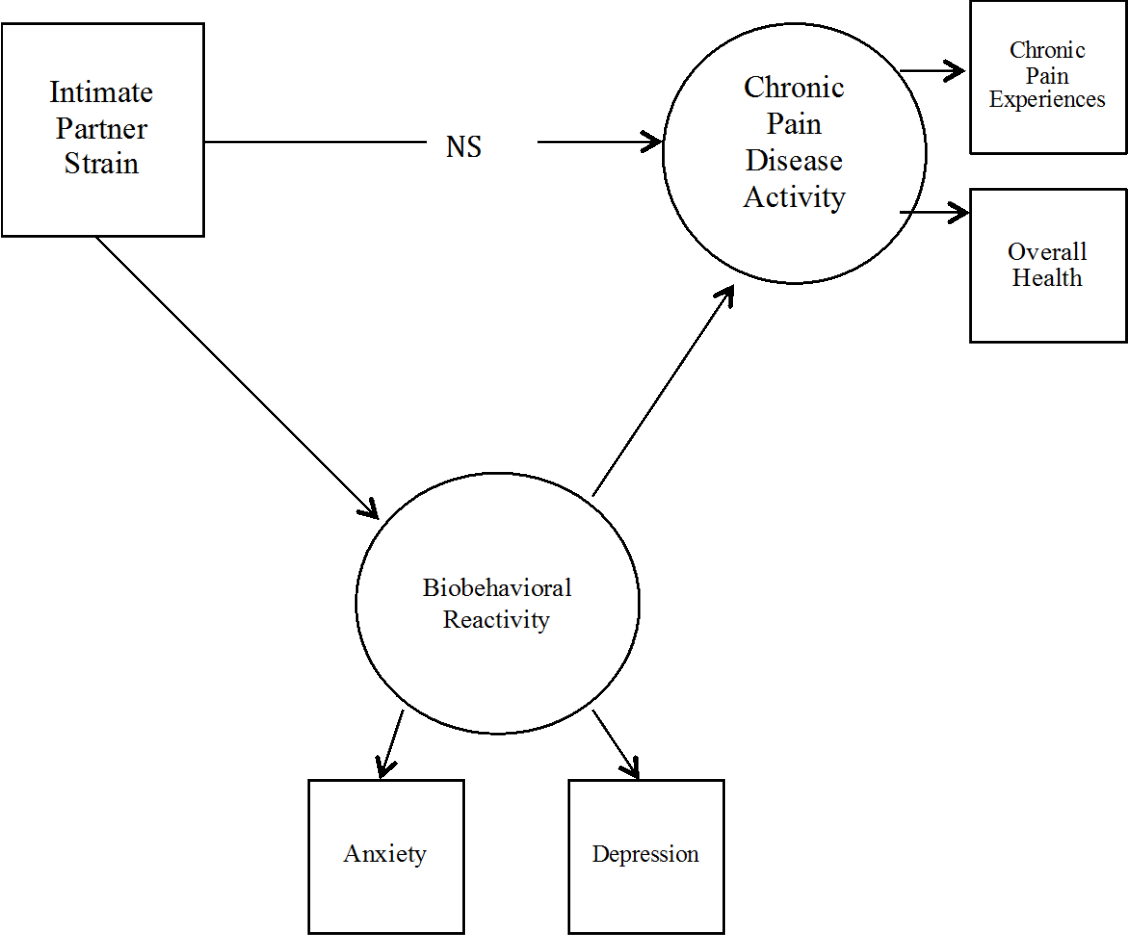 Intimate
Partner
Strain
NS
Chronic
Pain
Disease
Activity
Chronic
Pain
Experiences
Overall
Health
Biobehavioral
Reactivity
Anxiety
Depression